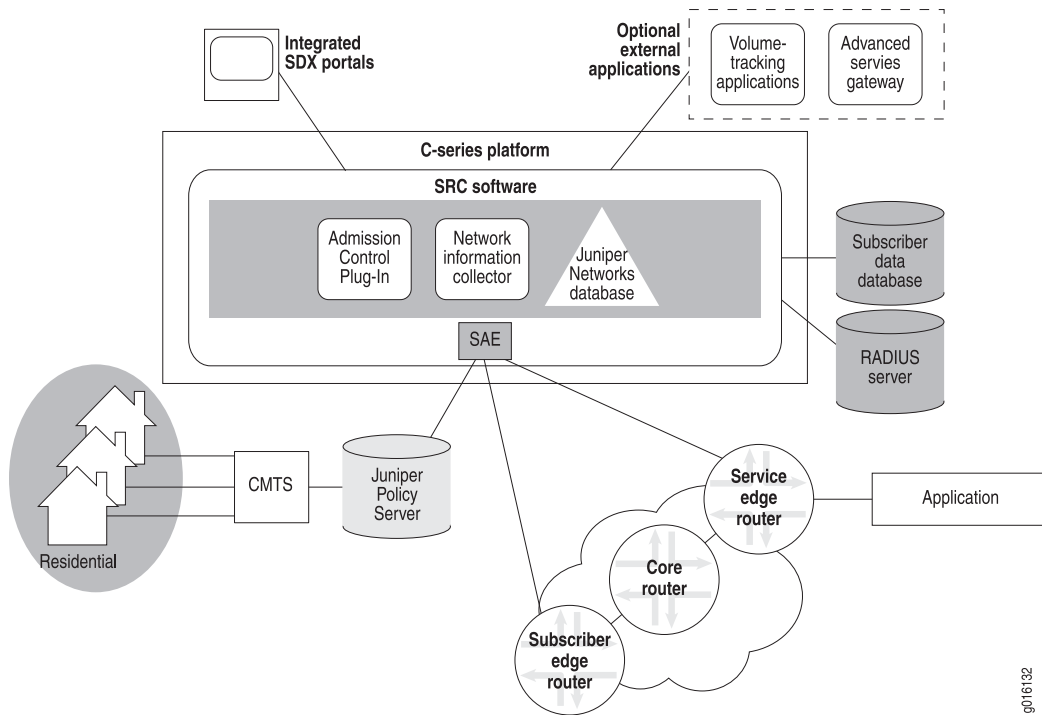 Integrated
SDX portals
Optional
external
applications
Volume-
tracking
applications
Advanced
servies
gateway
C-series platform
SRC software
Admission
Control
Plug-In
Network
information
collector
Juniper
Networks
database
Subscriber
data
database
SAE
RADIUS
server
Residential
CMTS
Juniper
Policy
Server
Service
edge
router
Application
Core
router
Subscriber
edge
router
g016132